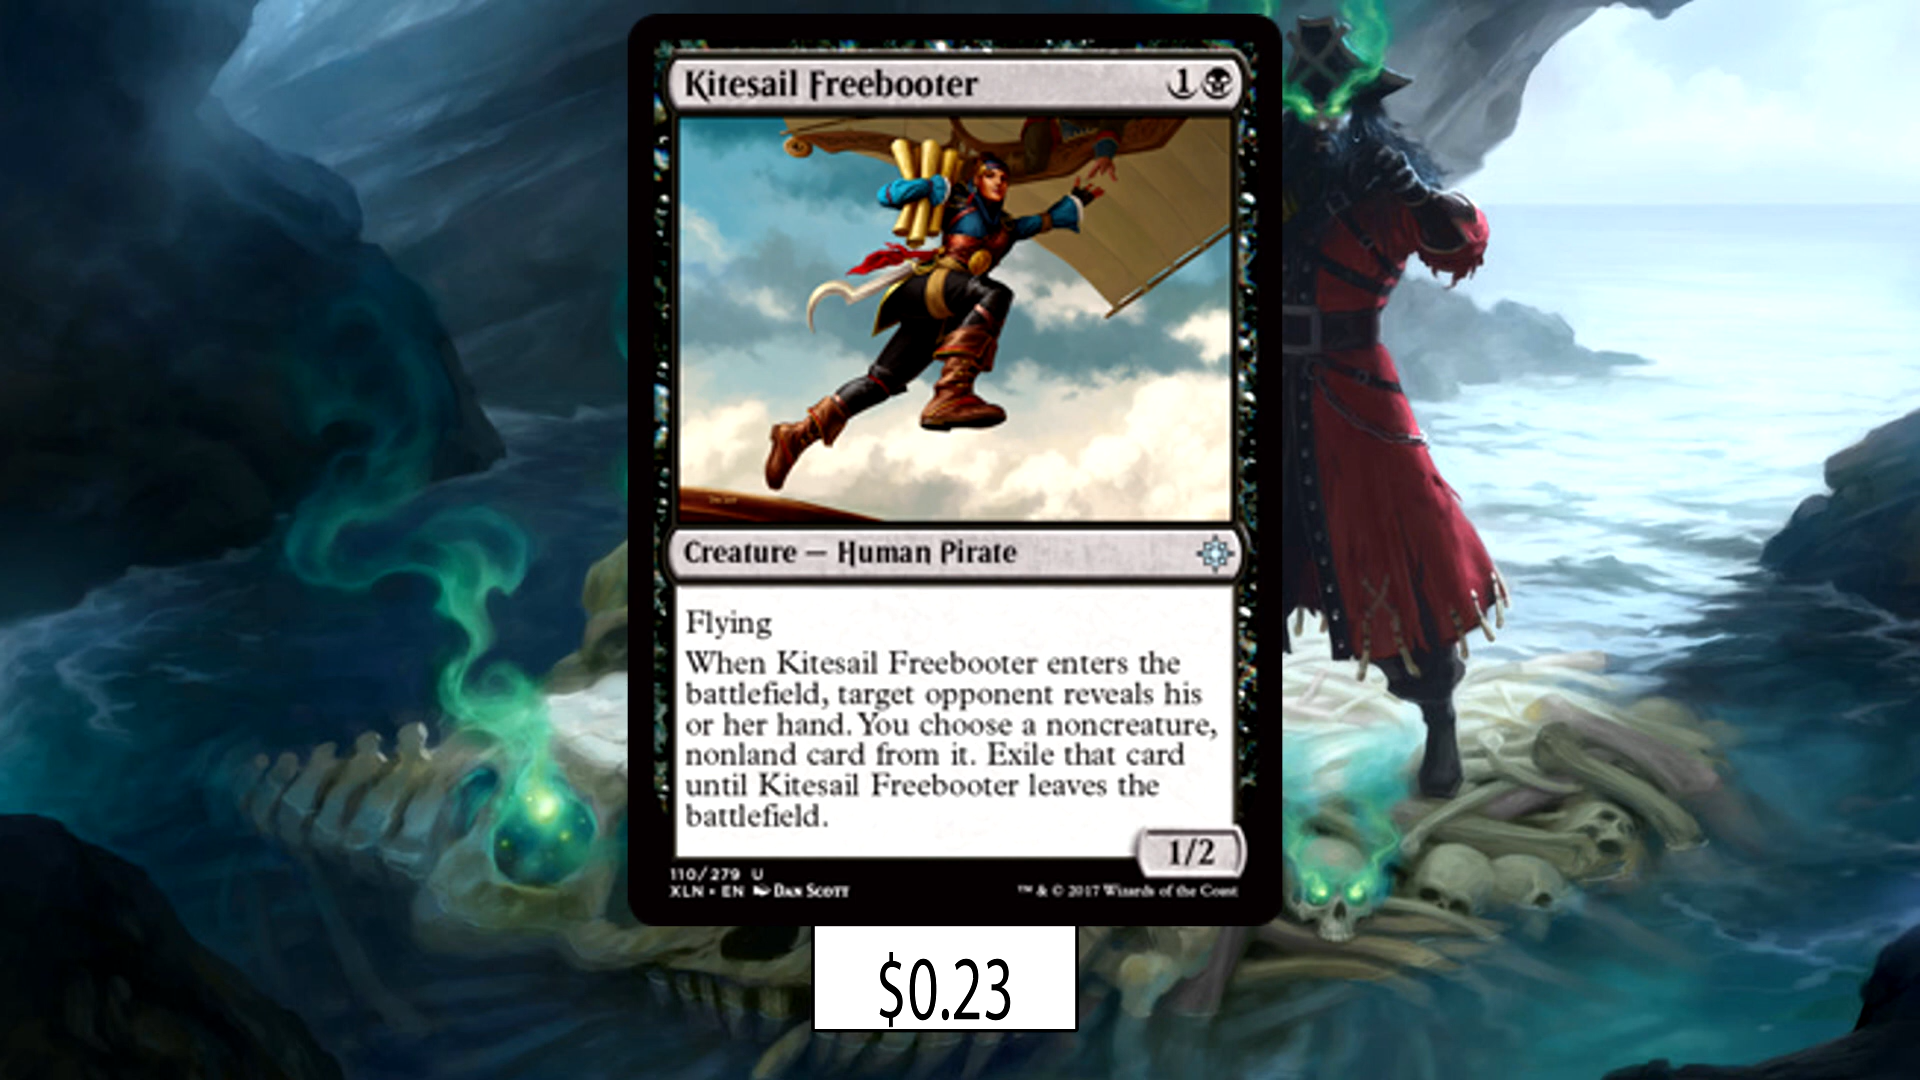 Kitesail Freebooter 1
Creature — Human Pirate
Flying
When Kitesail Freebooter enters the
battlefield, target opponent reveals his
or her hand. You choose a noncreature,
nonland card from it. Exile that card
until Kitesail Freebooter leaves the
battlefield.
1/2
110/279 U
XLN • EN Dan Scott
™ & © 2017 Wizards of the Coast
$0.23